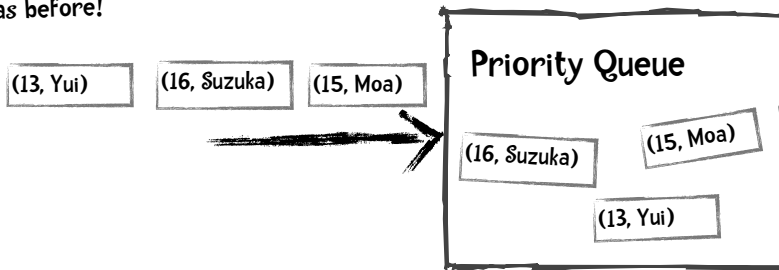 as before!
(13, Yui) (16, Suzuka) (15, Moa)
Priority Queue
(16, Suzuka)
(15, Moa)
(13, Yui)